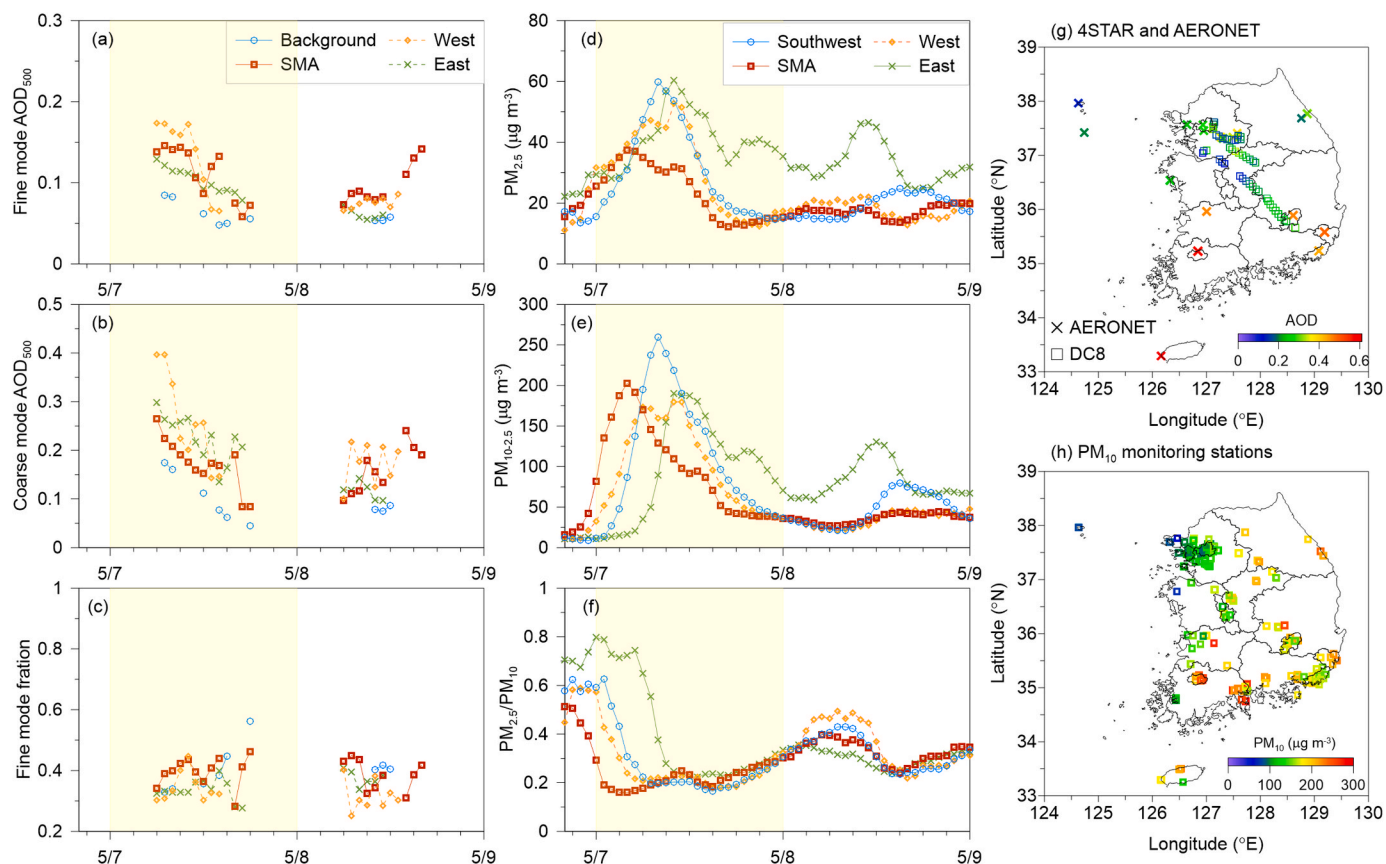 (a)
Background
West
SMA
East
Fine mode AOD500
0.3
0.2
0.1
0
5/7
5/8
5/9
(b)
Coarse mode AOD500
0.5
0.4
0.3
0.2
0.1
0
5/7
5/8
5/9
(c)
Fine mode fration
1
0.8
0.6
0.4
0.2
5/7
5/8
5/9
(d)
Southwest
West
SMA
East
PM2.5 (µg m-3)
80
60
40
20
0
5/7
5/8
5/9
(e)
PM10-2.5 (µg m-3)
300
250
200
150
100
50
0
5/7
5/8
5/9
(f)
PM2.5/PM10
1
0.8
0.6
0.4
0.2
0
5/7
5/8
5/9
(g) 4STAR and AERONET
Latitude (°N)
39
38
37
36
35
34
33
AERONET
DC8
AOD
0 0.2 0.4 0.6
124 125 126 127 128 129 130
Longitude (°E)
(h) PM10 monitoring stations
Latitude (°N)
39
38
37
36
35
34
33
PM10 (µg m-3)
0 100 200 300
124 125 126 127 128 129 130
Longitude (°E)